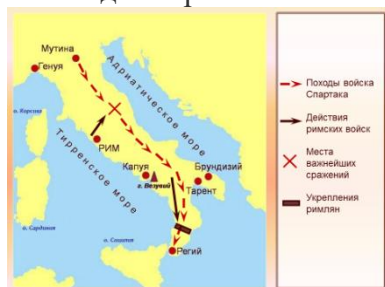 Мутина
Генуя
Адриатическое море
о. Корсика
РИМ
Тирренское море
Капуя
г. Везувий
Брундизий
Тарент
о. Сардиния
о. Сицилия
Регий
Походы войска
Спартака
Действия
римских войск
Места
важнейших
сражений
Укрепления
римлян